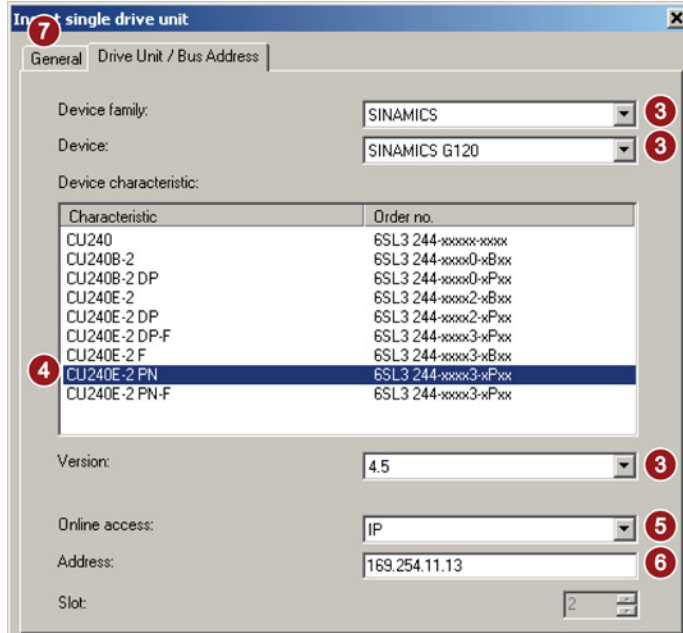 In t single drive unit
7
General Drive Unit / Bus Address
Device family: SINAMICS 3
Device: SINAMICS G120 3
Device characteristic:
Characteristic Order no.
CU240 6SL3 244-xxxxx-xxxx
CU240B-2 6SL3 244-xxxx0-xBxx
CU240B-2 DP 6SL3 244-xxxx0-xPxx
CU240E-2 6SL3 244-xxxx2-xBxx
CU240E-2 DP 6SL3 244-xxxx2-xPxx
CU240E-2 DP-F 6SL3 244-xxxx3-xPxx
CU240E-2 F 6SL3 244-xxxx3-xBxx
4 CU240E-2 PN 6SL3 244-xxxx3-xPxx
CU240E-2 PN-F 6SL3 244-xxxx3-xPxx
Version: 4.5 3
Online access: IP 5
Address: 169.254.11.13 6
Slot: 2